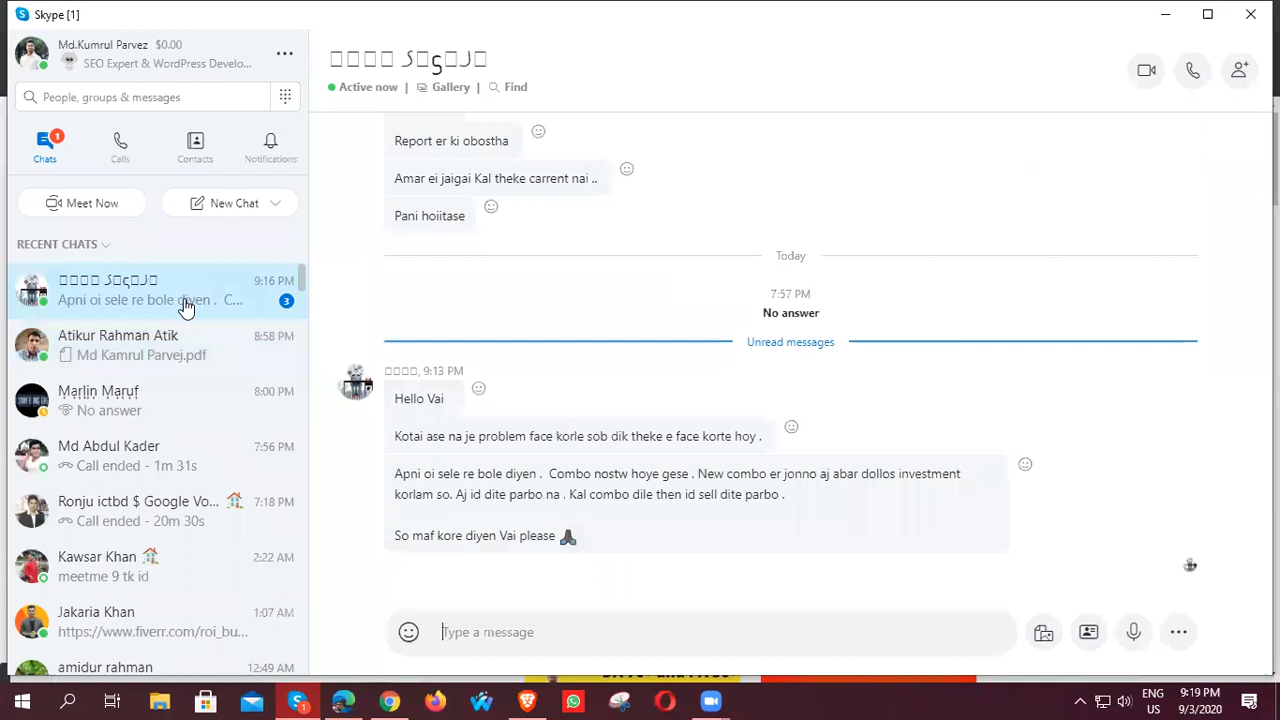 Skype [1]
Md.Kumrul Parvez $0.00
SEO Expert & WordPress Develo...
People, groups & messages
1
Chats
Calls
Contacts
Notifications
Meet Now
New Chat
RECENT CHATS
9:16 PM
Apni oi sele re bole diyen . C...
3
Atikur Rahman Atik
8:58 PM
Md Kamrul Parvej.pdf
8:00 PM
No answer
Md Abdul Kader
7:56 PM
Call ended - 1m 31s
Ronju ictbd $ Google Vo...
7:18 PM
Call ended - 20m 30s
Kawsar Khan
2:22 AM
meetme 9 tk id
Jakaria Khan
1:07 AM
https://www.fiverr.com/roi_bu...
amidur rahman
12:49 AM
Active now | Gallery | Find
Report er ki obostha
Amar ei jaigai Kal theke carrent nai ..
Pani hoiitase
Today
7:57 PM
No answer
Unread messages
, 9:13 PM
Hello Vai
Kotai ase na je problem face korle sob dik theke e face korte hoy .
Apni oi sele re bole diyen . Combo nostw hoye gese . New combo er jonno aj abar dollos investment
korlam so. Aj id dite parbo na . Kal combo dile then id sell dite parbo .
So maf kore diyen Vai please
Type a message
ENG
US
9:19 PM
9/3/2020